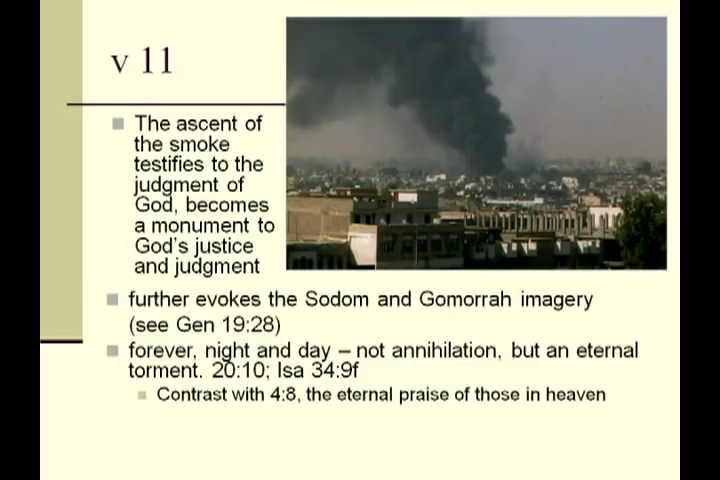 v 11
The ascent of
the smoke
testifies to the
judgment of
God, becomes
a monument to
God's justice
and judgment
further evokes the Sodom and Gomorrah imagery
(see Gen 19:28)
forever, night and day – not annihilation, but an eternal
torment. 20:10; Isa 34:9f
Contrast with 4:8, the eternal praise of those in heaven